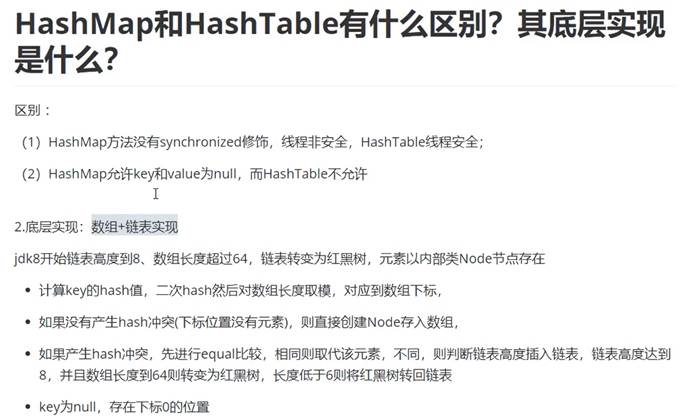 HashMap和HashTable有什么区别？其底层实现
是什么？
区别：
（1）HashMap方法没有synchronized修饰，线程非安全，HashTable线程安全；
（2）HashMap允许key和value为null，而HashTable不允许
2.底层实现：数组+链表实现
jdk8开始链表高度到8、数组长度超过64，链表转变为红黑树，元素以内部类Node节点存在
• 计算key的hash值，二次hash然后对数组长度取模，对应到数组下标，
• 如果没有产生hash冲突(下标位置没有元素)，则直接创建Node存入数组，
• 如果产生hash冲突，先进行equal比较，相同则取代该元素，不同，则判断链表高度插入链表，链表高度达到
8，并且数组长度到64则转变为红黑树，长度低于6则将红黑树转回链表
• key为null，存在下标0的位置